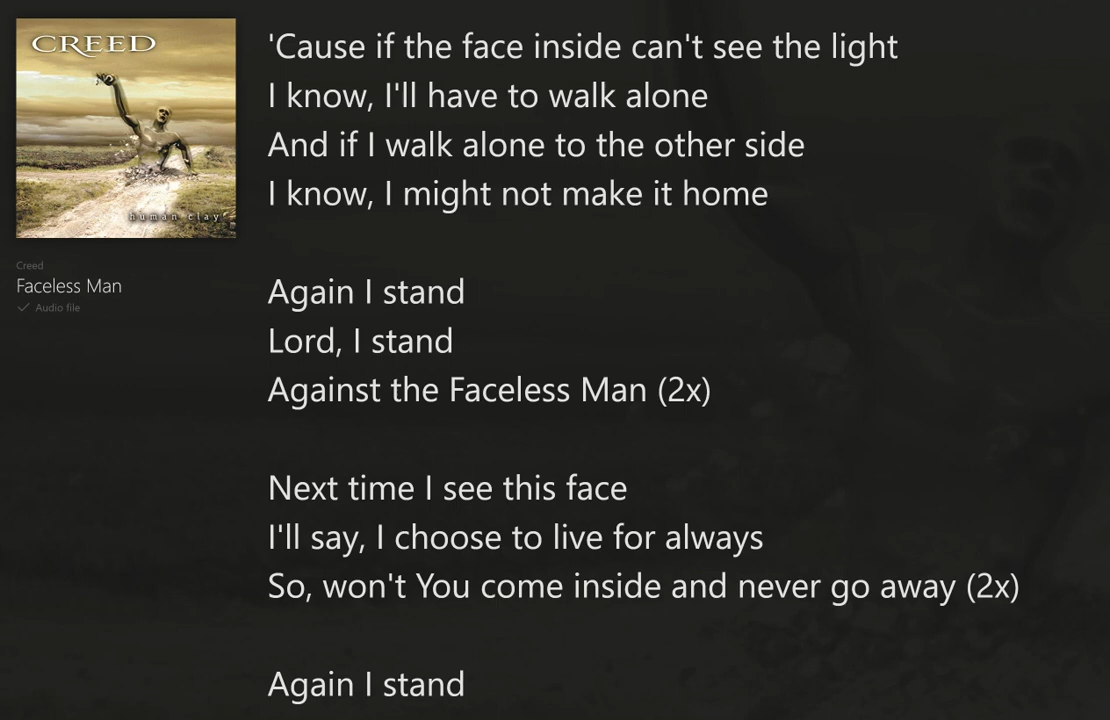 CREED
human clay
Creed
Faceless Man
Audio file
'Cause if the face inside can't see the light
I know, I'll have to walk alone
And if I walk alone to the other side
I know, I might not make it home
Again I stand
Lord, I stand
Against the Faceless Man (2x)
Next time I see this face
I'll say, I choose to live for always
So, won't You come inside and never go away (2x)
Again I stand